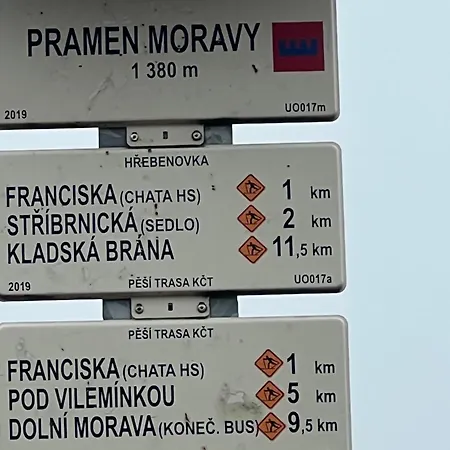 PRAMEN MORAVY
1 380 m
2019 UO017m
HŘEBENOVKA
FRANCISKA (CHATA HS) 1 km
STŘÍBRNICKÁ (SEDLO) 2 km
KLADSKÁ BRÁNA 11,5 km
2019 PĚŠÍ TRASA KČT UO017a
PĚŠÍ TRASA KČT
FRANCISKA (CHATA HS) 1 km
POD VILEMÍNKOU 5 km
DOLNÍ MORAVA (KONEČ. BUS) 9,5 km